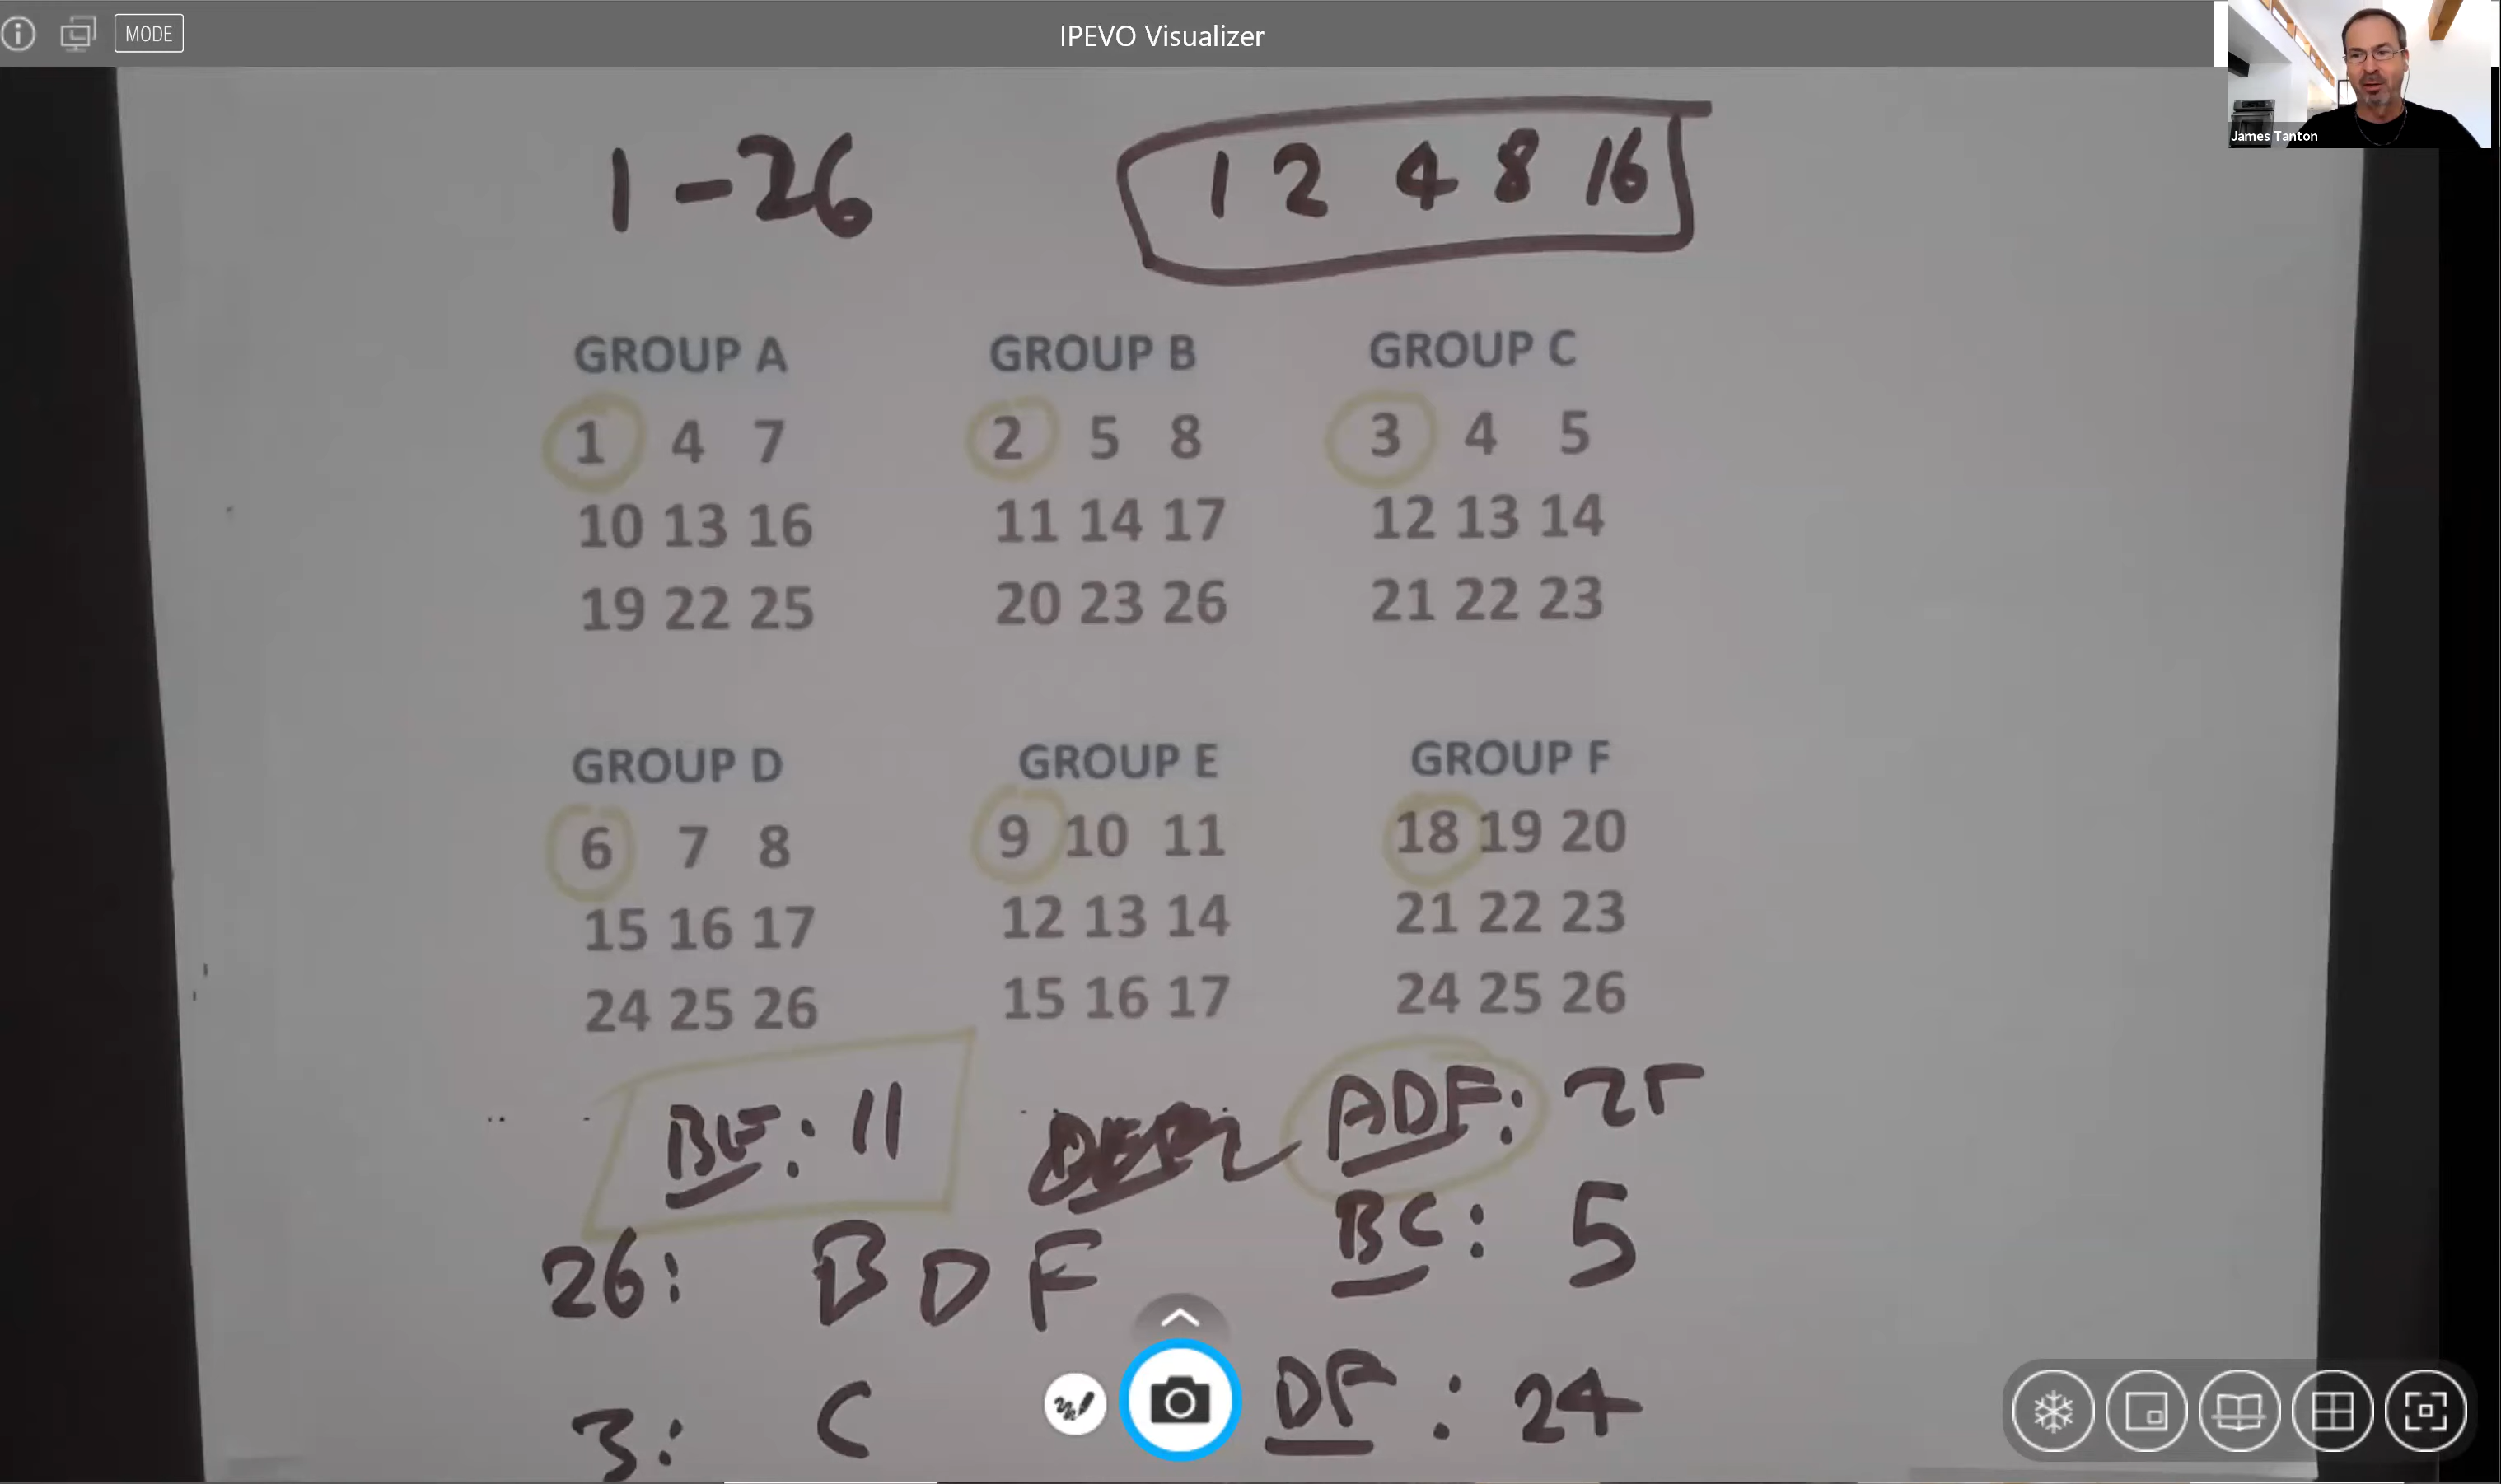 MODE
IPEVO Visualizer
James Tanton
1 - 26
1 2 4 8 16
GROUP A GROUP B GROUP C
1 4 7 2 5 8 3 4 5
10 13 16 11 14 17 12 13 14
19 22 25 20 23 26 21 22 23
GROUP D GROUP E GROUP F
6 7 8 9 10 11 18 19 20
15 16 17 12 13 14 21 22 23
24 25 26 15 16 17 24 25 26
BE: 11 ADF: 25
BC: 5
26: B D F
3: C DF: 24